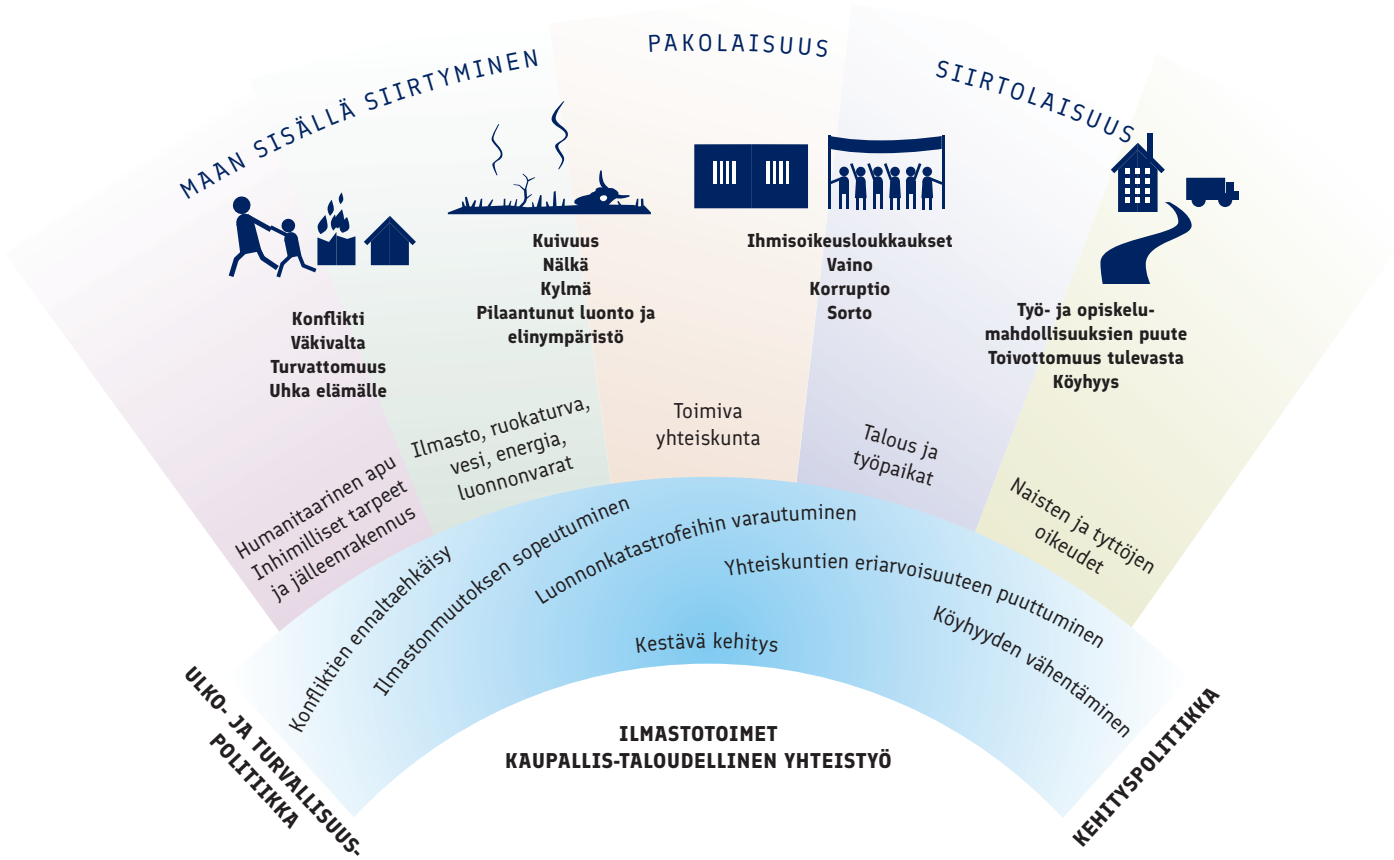 MAAN SISÄLLÄ SIIRTYMINEN
PAKOLAISUUS
SIIRTOLAISUUS
Konflikti
Väkivalta
Turvattomuus
Uhka elämälle
Kuivuus
Nälkä
Kylmä
Pilaantunut luonto ja
elinympäristö
Ihmisoikeusloukkaukset
Vaino
Korruptio
Sorto
Työ- ja opiskelu-
mahdollisuuksien puute
Toivottomuus tulevasta
Köyhyys
Humanitaarinen apu
Inhimilliset tarpeet
ja jälleenrakennus
Ilmasto, ruokaturva,
vesi, energia,
luonnonvarat
Toimiva
yhteiskunta
Talous ja
työpaikat
Naisten ja tyttöjen
oikeudet
Konfliktien ennaltaehkäisy
Ilmastonmuutoksen sopeutuminen
Luonnonkatastrofeihin varautuminen
Yhteiskuntien eriarvoisuuteen puuttuminen
Köyhyyden vähentäminen
Kestävä kehitys
ULKO- JA TURVALLISUUS-
POLITIIKKA
ILMASTOTOIMET
KAUPALLIS-TALOUDELLINEN YHTEISTYÖ
KEHITYSPOLITIIKKA